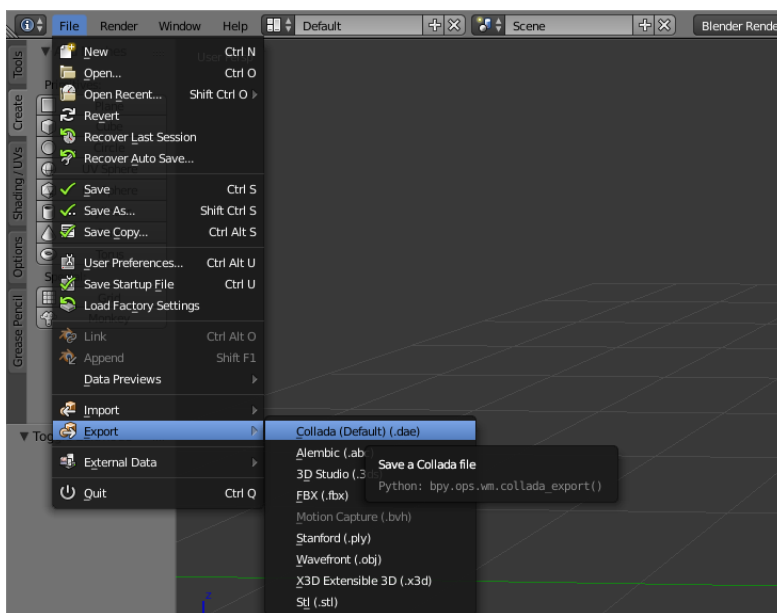 File Render Window Help Default Scene Blender Rende
Tools
Create
Shading / UVs
Options
Grease Pencil
New Ctrl N
Open... Ctrl O
Open Recent... Shift Ctrl O
Revert
Recover Last Session
Recover Auto Save...
Save Ctrl S
Save As... Shift Ctrl S
Save Copy... Ctrl Alt S
User Preferences... Ctrl Alt U
Save Startup File Ctrl U
Load Factory Settings
Link Ctrl Alt O
Append Shift F1
Data Previews
Import
Export
External Data
Quit Ctrl Q
Tog
Collada (Default) (.dae)
Alembic (.abc)
3D Studio (.3ds)
FBX (.fbx)
Motion Capture (.bvh)
Stanford (.ply)
Wavefront (.obj)
X3D Extensible 3D (.x3d)
Stl (.stl)
Save a Collada file
Python: bpy.ops.wm.collada_export()
z